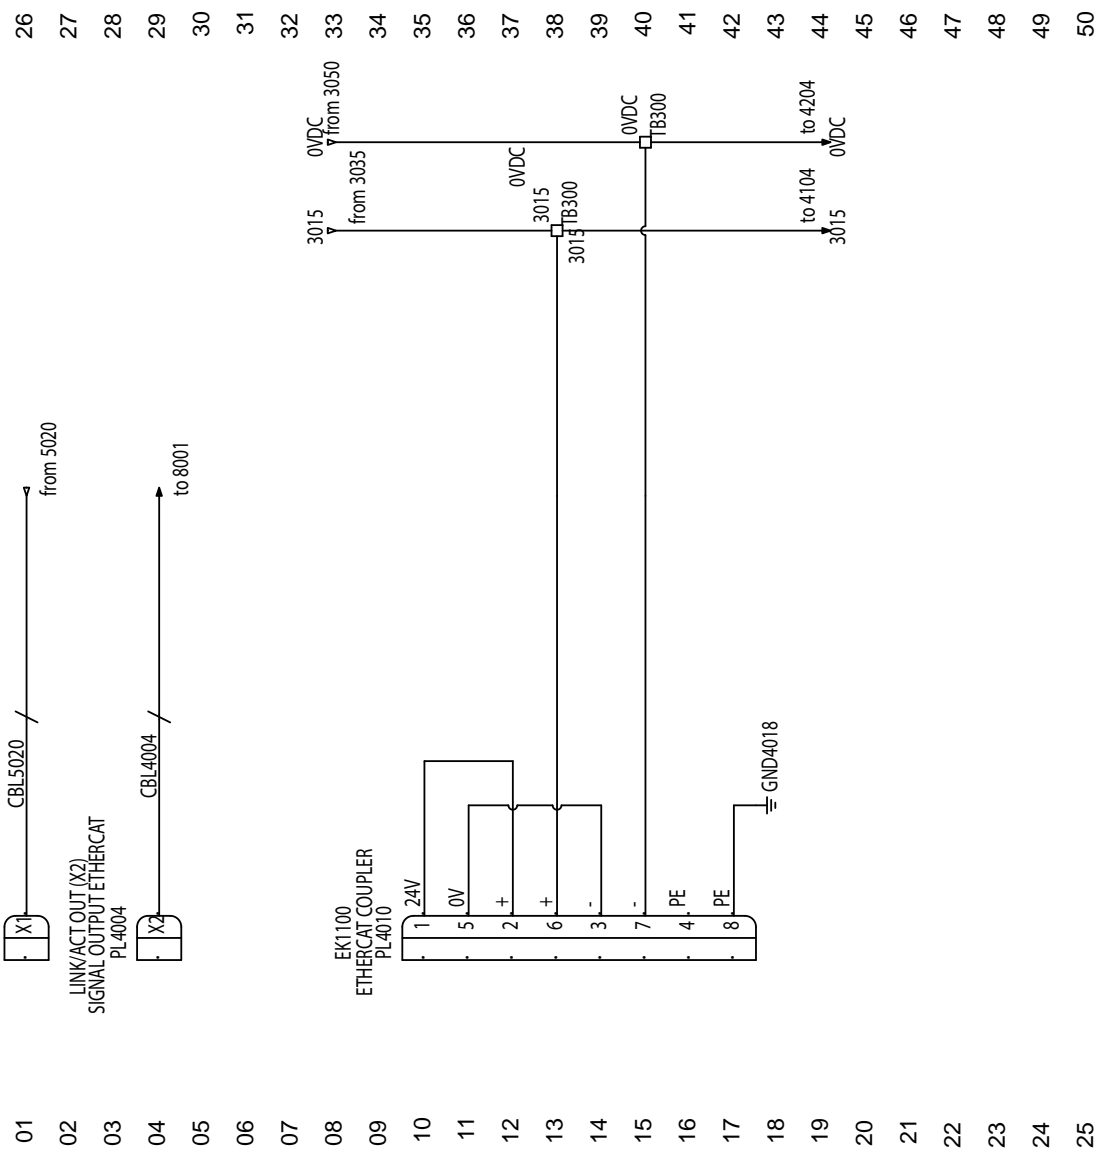 26
27
28
29
30
31
32
33
34
35
36
37
38
39
40
41
42
43
44
45
46
47
48
49
50
0VDC
from 3050
0VDC
TB300
to 4204
0VDC
3015
from 3035
0VDC
3015
TB300
3015
to 4104
3015
from 5020
to 8001
CBL5020
CBL4004
X1
LINK/ACT OUT (X2)
SIGNAL OUTPUT ETHERCAT
PL4004
X2
EK1100
ETHERCAT COUPLER
PL4010
1 24V
5 0V
2 +
6 +
3 -
7 -
4 PE
8 PE
GND4018
01
02
03
04
05
06
07
08
09
10
11
12
13
14
15
16
17
18
19
20
21
22
23
24
25